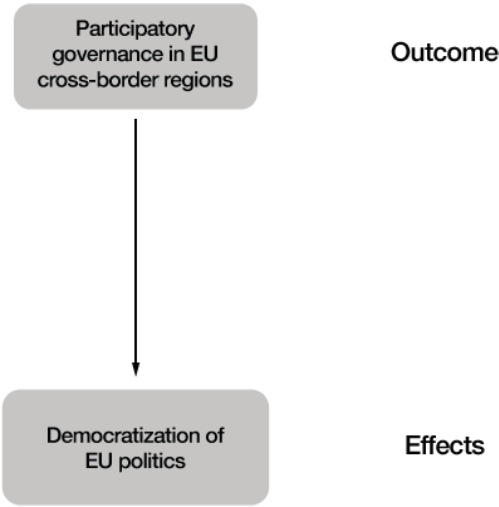 Participatory
governance in EU
cross-border regions
Outcome
Democratization of
EU politics
Effects